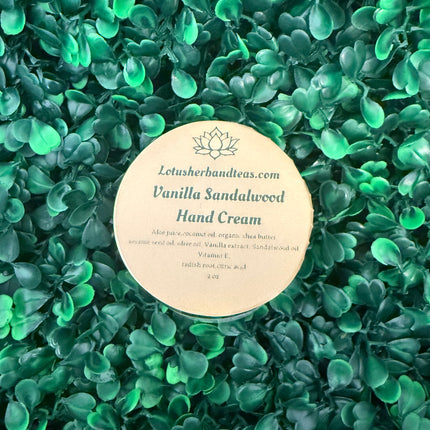 Lotusherbandteas.com
Vanilla Sandalwood
Hand Cream
Aloe juice,coconut oil, organic shea butter,
sesame seed oil, olive oil, Vanilla extract, Sandalwood oil
Vitamin E,
radish root,citric acid
2 oz